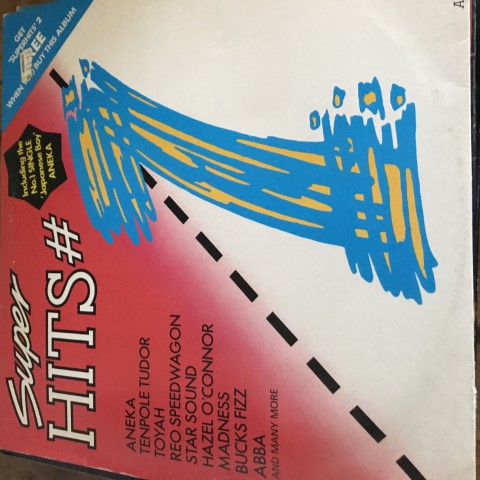 GET
'SUPERHITS' 2
FREE
WHEN YOU BUY THIS ALBUM
Including the
No.1 SINGLE
'Japanese Boy'
ANEKA
Super
HITS #
1
ANEKA
TENPOLE TUDOR
TOYAH
REO SPEEDWAGON
STAR SOUND
HAZEL O'CONNOR
MADNESS
BUCKS FIZZ
ABBA
AND MANY MORE
A